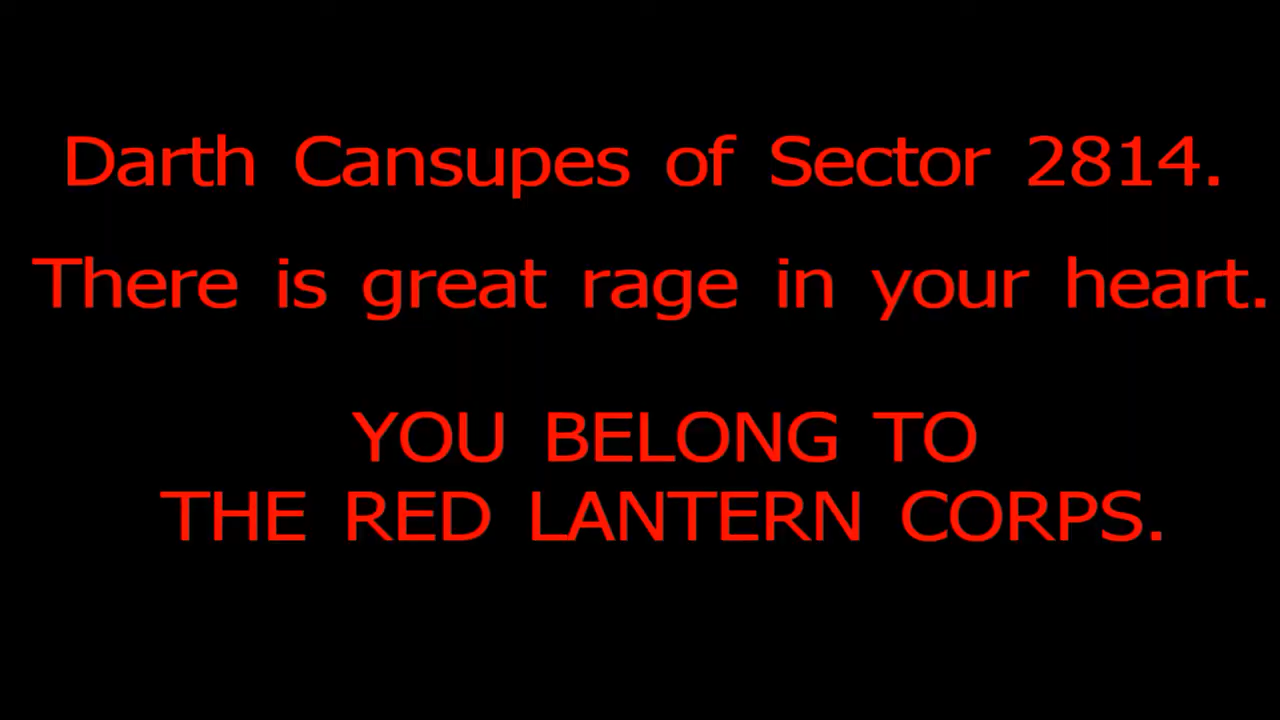 Darth Cansupes of Sector 2814.
There is great rage in your heart.
YOU BELONG TO
THE RED LANTERN CORPS.